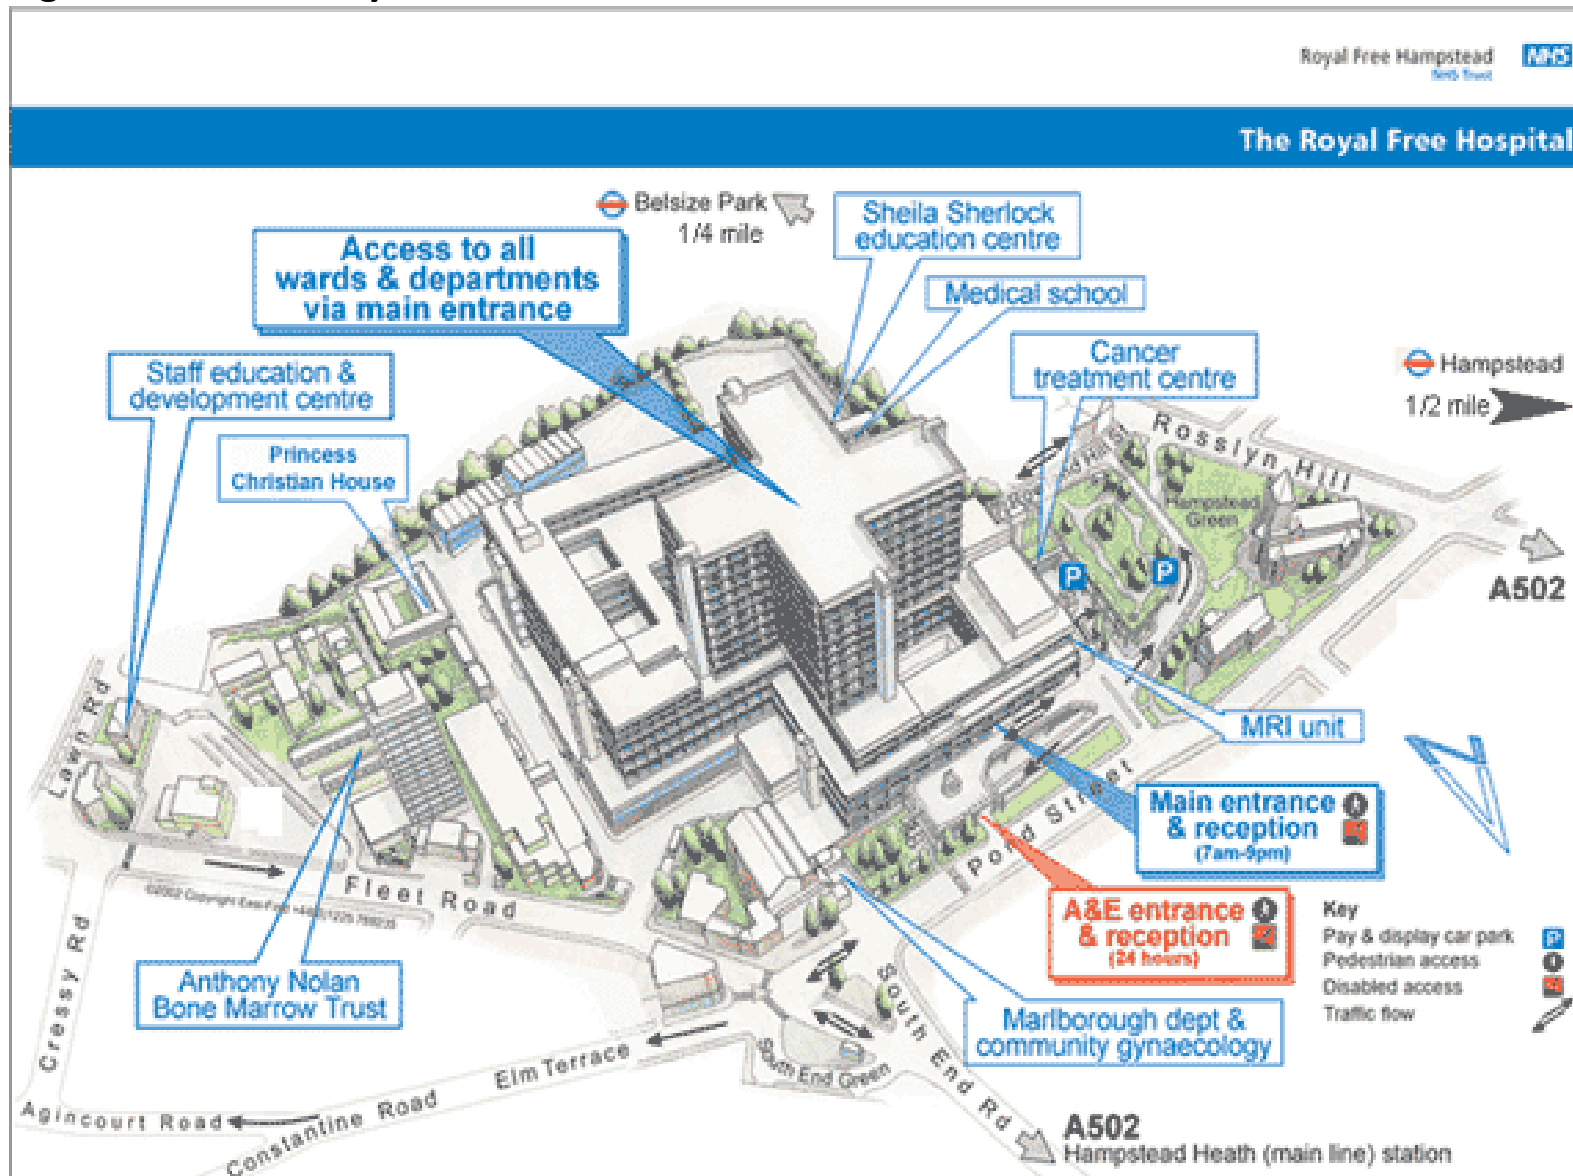 Royal Free Hampstead
NHS Trust
NHS
The Royal Free Hospital
Belsize Park
1/4 mile
Sheila Sherlock
education centre
Access to all
wards & departments
via main entrance
Medical school
Staff education &
development centre
Cancer
treatment centre
Hampstead
1/2 mile
Princess
Christian House
Rosslyn Hill
Hampstead
Green
P
P
A502
Lawn Rd
MRI unit
Main entrance
& reception
(7am-9pm)
Pond Street
A&E entrance
& reception
(24 hours)
Fleet Road
Key
Pay & display car park
P
Pedestrian access
Disabled access
Traffic flow
Cressy Rd
Anthony Nolan
Bone Marrow Trust
Marlborough dept &
community gynaecology
South End Green
South End Rd
Elm Terrace
Agincourt Road
Constantine Road
A502
Hampstead Heath (main line) station